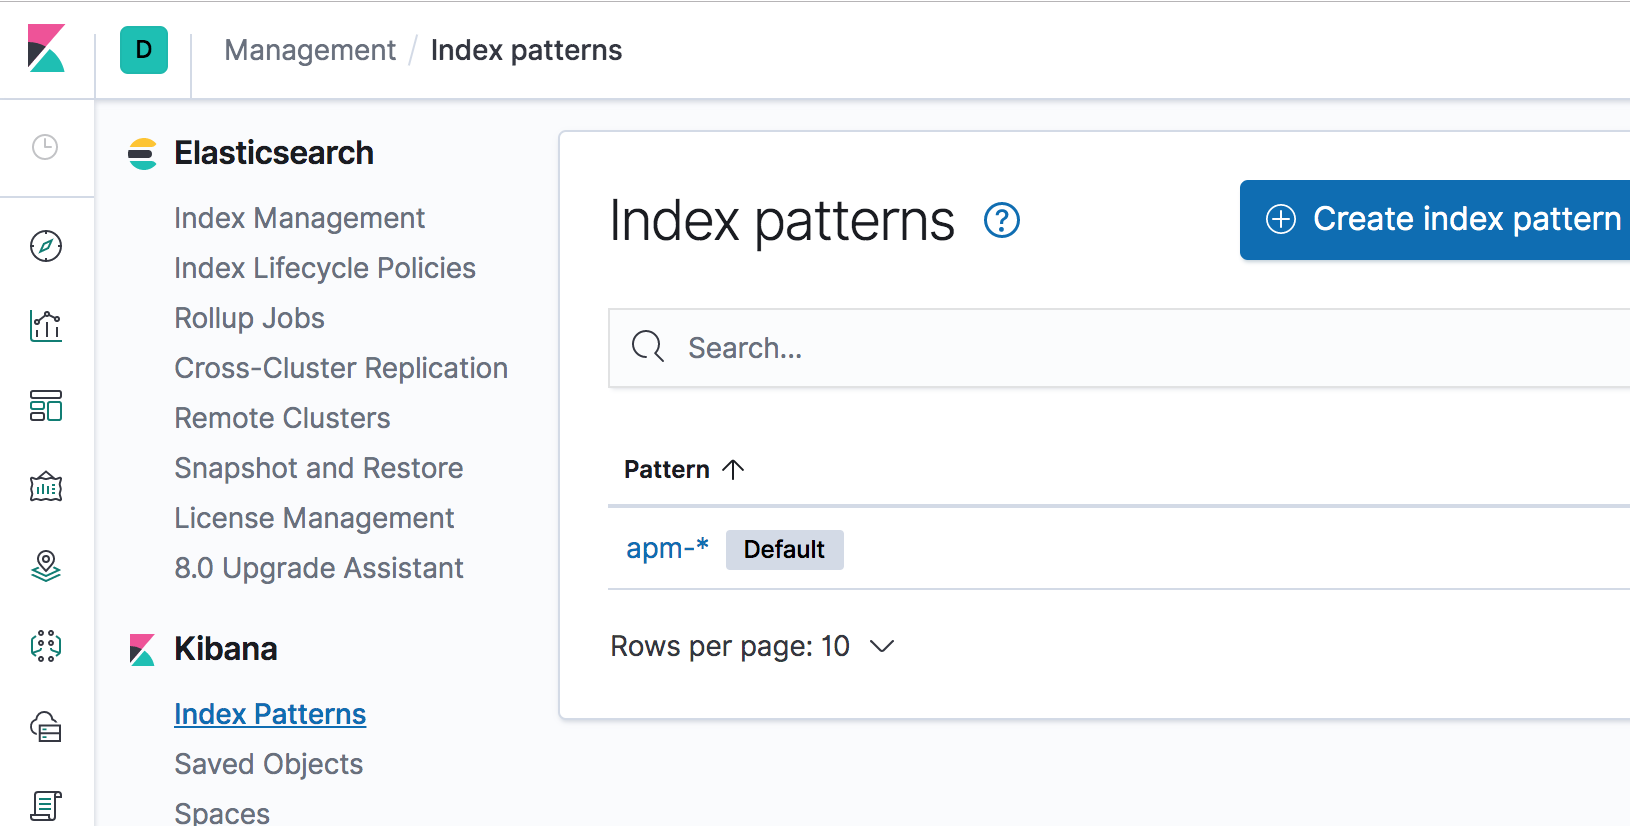 D
Management / Index patterns
Elasticsearch
Index Management
Index Lifecycle Policies
Rollup Jobs
Cross-Cluster Replication
Remote Clusters
Snapshot and Restore
License Management
8.0 Upgrade Assistant
Kibana
Index Patterns
Saved Objects
Spaces
Index patterns ?
Create index pattern
Search...
Pattern ↑
apm-* Default
Rows per page: 10